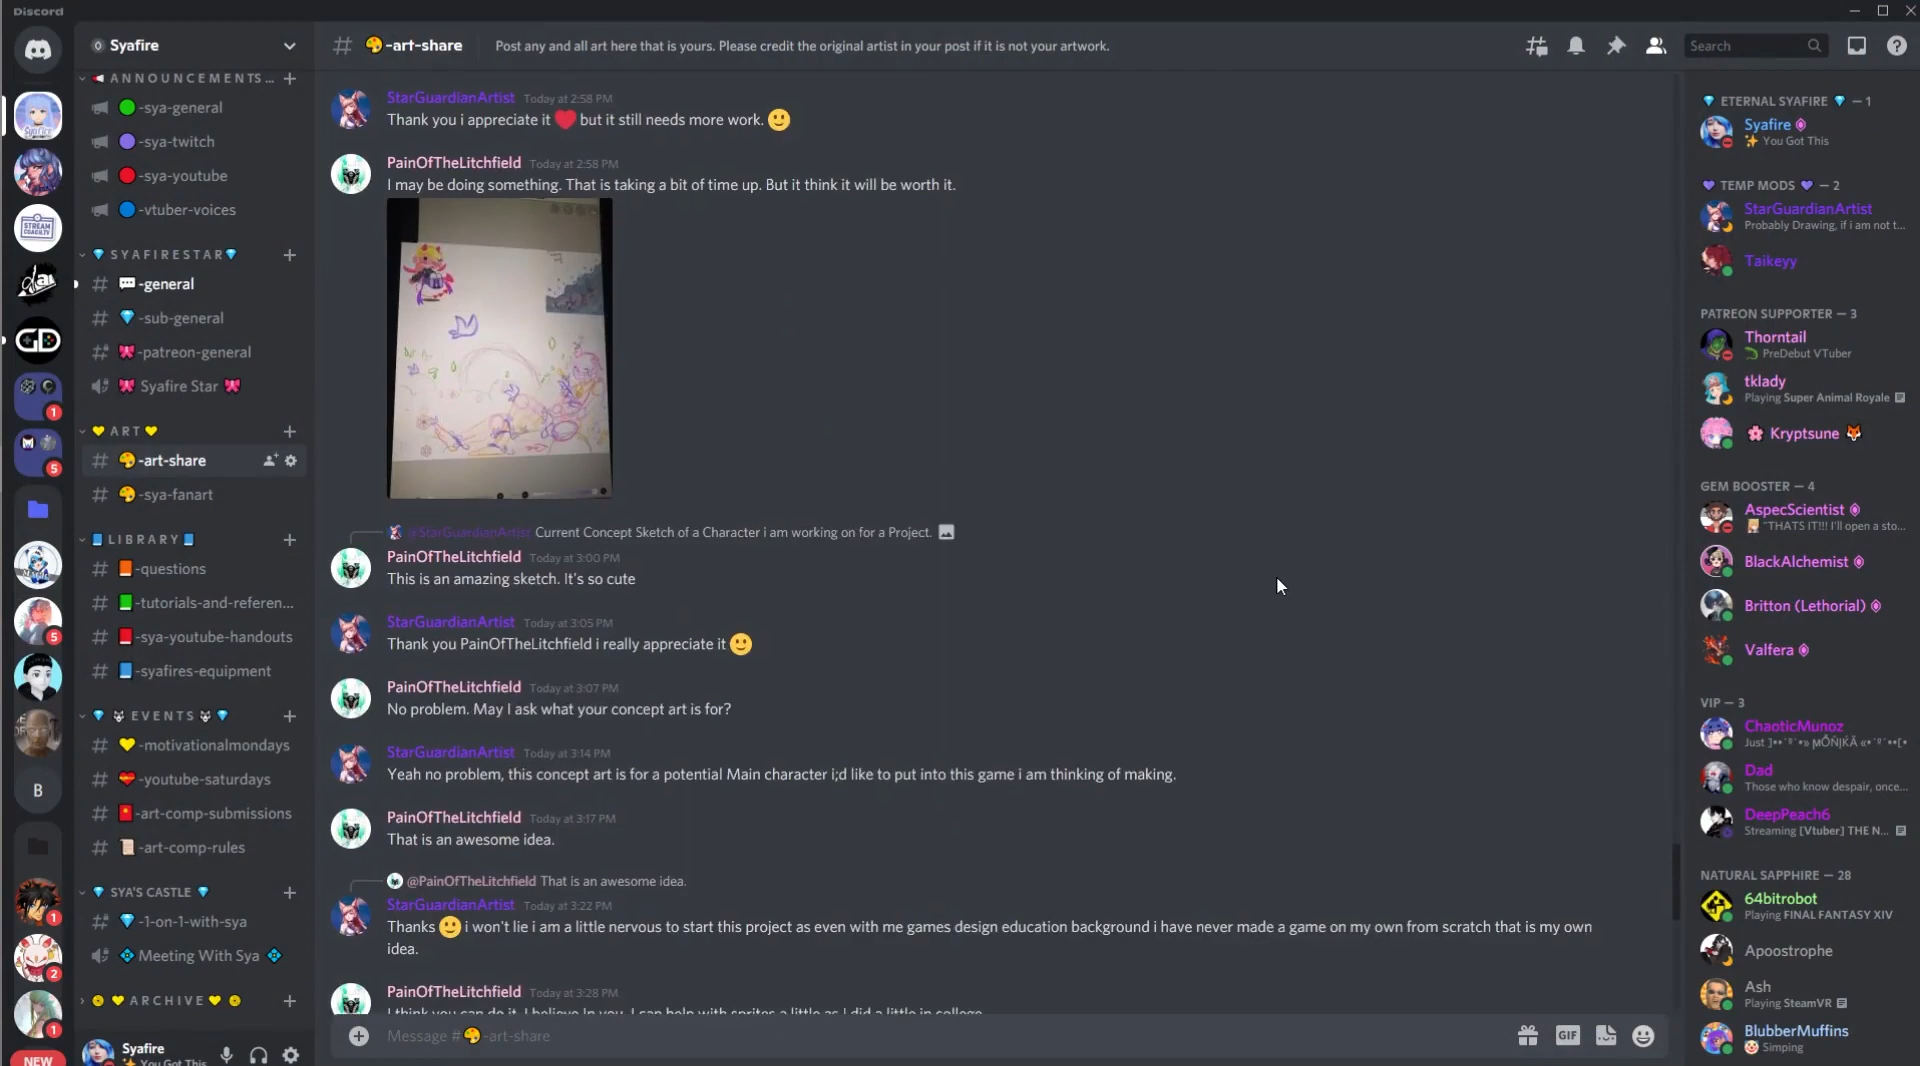 Discord
Syafire
ANNOUNCEMENTS...
-sya-general
-sya-twitch
-sya-youtube
-vtuber-voices
SYAFIRESTAR
-general
-sub-general
-patreon-general
Syafire Star
ART
-art-share
-sya-fanart
LIBRARY
-questions
-tutorials-and-referen...
-sya-youtube-handouts
-syafires-equipment
EVENTS
-motivationalmondays
-youtube-saturdays
-art-comp-submissions
-art-comp-rules
SYA'S CASTLE
-1-on-1-with-sya
Meeting With Sya
ARCHIVE
Syafire
You Got This
STREAM
COACH.TV
GD
1
5
5
B
1
2
1
NEW
# -art-share Post any and all art here that is yours. Please credit the original artist in your post if it is not your artwork.
Search
StarGuardianArtist Today at 2:58 PM
Thank you i appreciate it ❤ but it still needs more work. 🙂
PainOfTheLitchfield Today at 2:58 PM
I may be doing something. That is taking a bit of time up. But it think it will be worth it.
@StarGuardianArtist Current Concept Sketch of a Character i am working on for a Project.
PainOfTheLitchfield Today at 3:00 PM
This is an amazing sketch. It's so cute
StarGuardianArtist Today at 3:05 PM
Thank you PainOfTheLitchfield i really appreciate it 🙂
PainOfTheLitchfield Today at 3:07 PM
No problem. May I ask what your concept art is for?
StarGuardianArtist Today at 3:14 PM
Yeah no problem, this concept art is for a potential Main character i;d like to put into this game i am thinking of making.
PainOfTheLitchfield Today at 3:17 PM
That is an awesome idea.
@PainOfTheLitchfield That is an awesome idea.
StarGuardianArtist Today at 3:22 PM
Thanks 🙂 i won't lie i am a little nervous to start this project as even with me games design education background i have never made a game on my own from scratch that is my own
idea.
PainOfTheLitchfield Today at 3:28 PM
I think you can do it. I believe In you. I can help with sprites a little as I did a little in college
Message # -art-share
GIF
ETERNAL SYAFIRE — 1
Syafire
You Got This
TEMP MODS — 2
StarGuardianArtist
Probably Drawing, if i am not t...
Taikeyy
PATREON SUPPORTER — 3
Thorntail
PreDebut VTuber
tklady
Playing Super Animal Royale
Kryptsune
GEM BOOSTER — 4
AspecScientist
"THATS IT!!! I'll open a sto...
BlackAlchemist
Britton (Lethorial)
Valfera
VIP — 3
ChaoticMunoz
Just
Dad
Those who know despair, once...
DeepPeach6
Streaming [Vtuber] THE N...
NATURAL SAPPHIRE — 28
64bitrobot
Playing FINAL FANTASY XIV
Apoostrophe
Ash
Playing SteamVR
BlubberMuffins
Simping